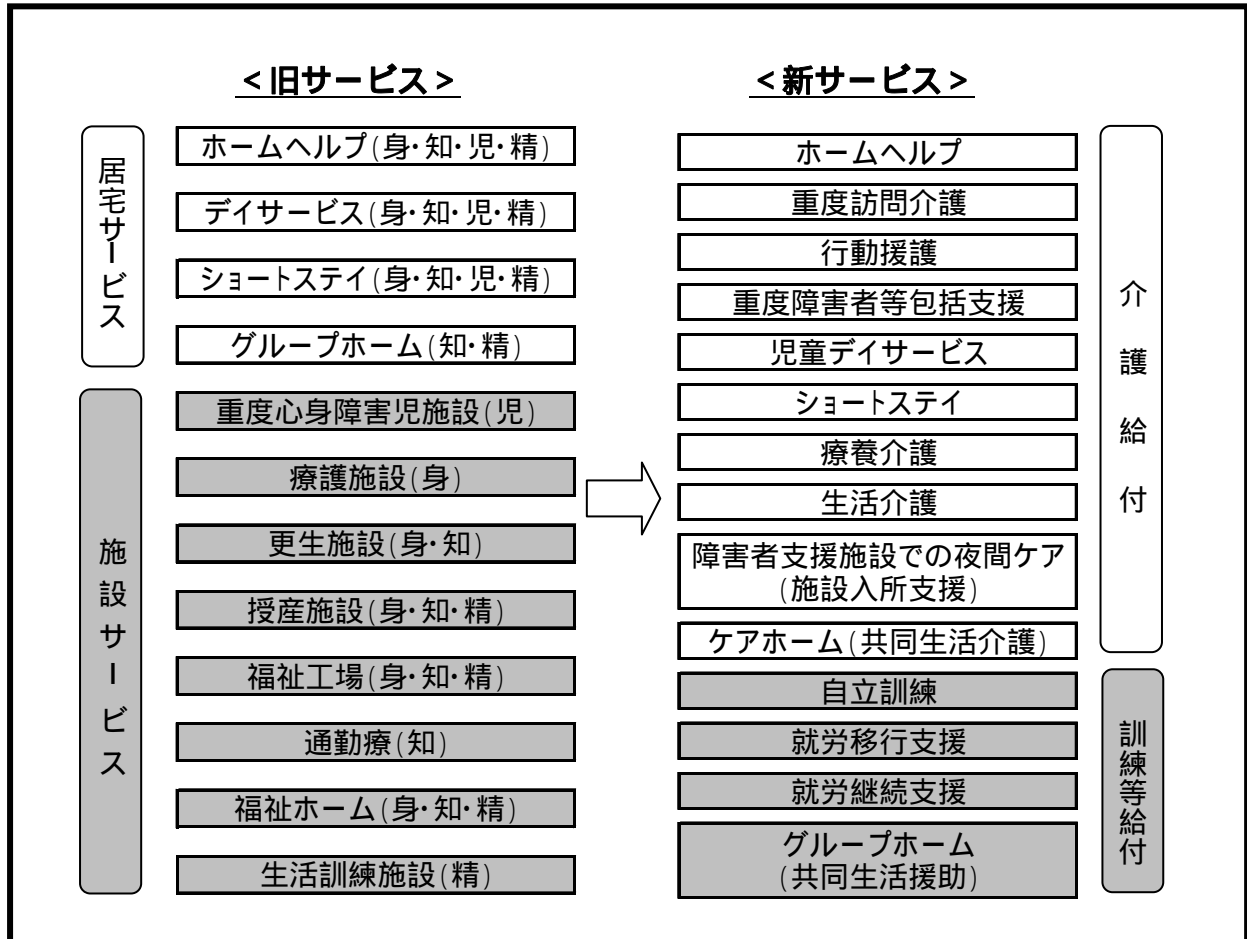 <旧サービス>
居宅サービス
ホームヘルプ(身・知・児・精)
デイサービス(身・知・児・精)
ショートステイ(身・知・児・精)
グループホーム(知・精)
施設サービス
重度心身障害児施設(児)
療護施設(身)
更生施設(身・知)
授産施設(身・知・精)
福祉工場(身・知・精)
通勤療(知)
福祉ホーム(身・知・精)
生活訓練施設(精)
<新サービス>
ホームヘルプ
重度訪問介護
行動援護
重度障害者等包括支援
児童デイサービス
ショートステイ
療養介護
生活介護
障害者支援施設での夜間ケア
(施設入所支援)
ケアホーム(共同生活介護)
介護給付
自立訓練
就労移行支援
就労継続支援
グループホーム
(共同生活援助)
訓練等給付